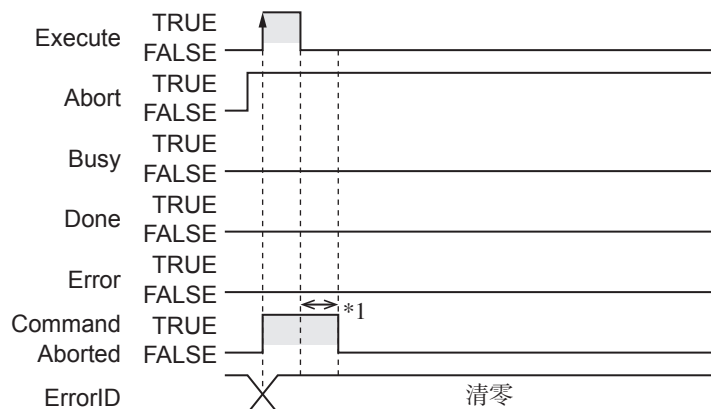 Execute TRUE
FALSE
Abort TRUE
FALSE
Busy TRUE
FALSE
Done TRUE
FALSE
Error TRUE
FALSE
*1
Command TRUE
Aborted FALSE
ErrorID 清零